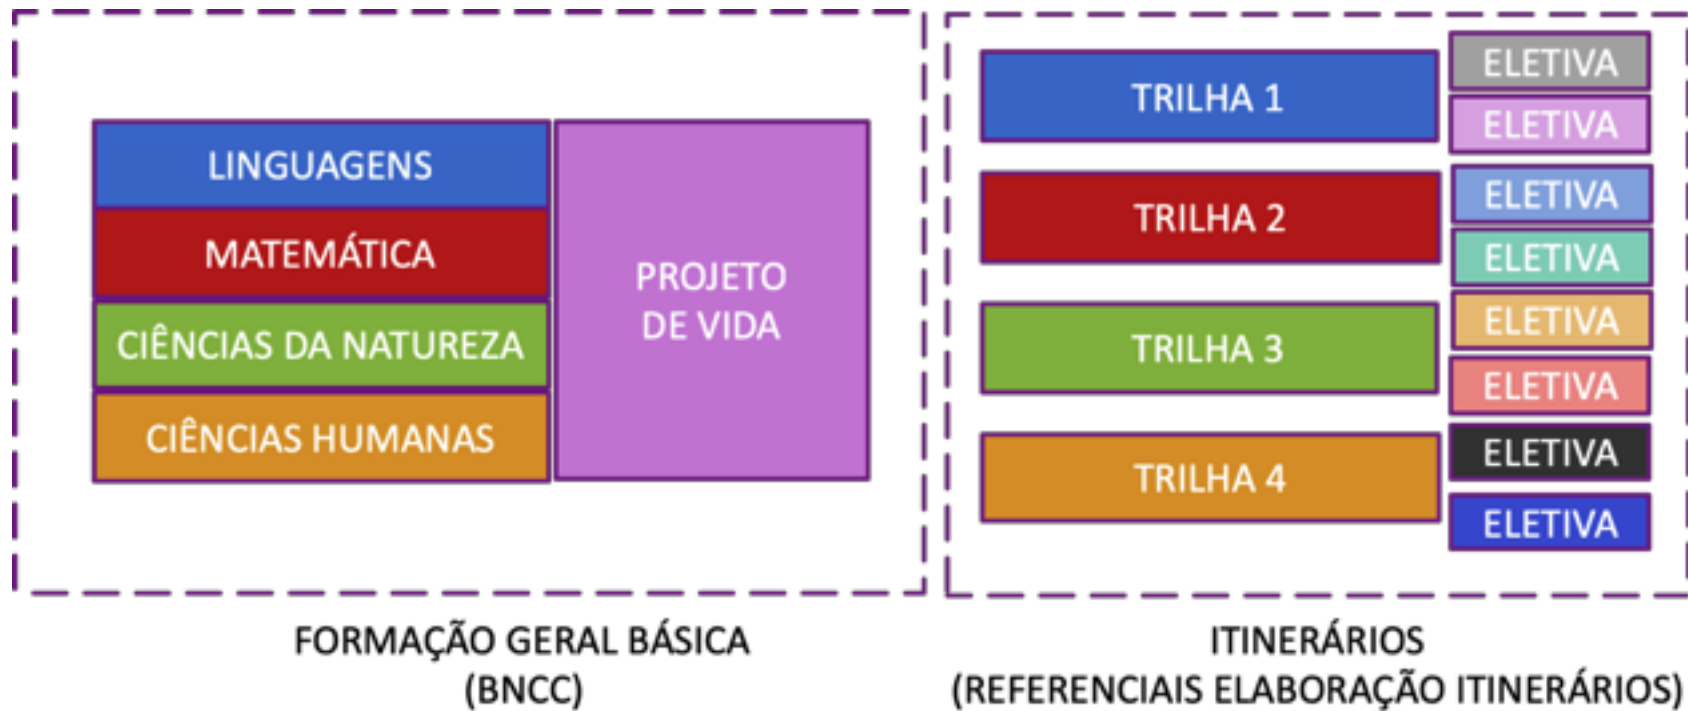 LINGUAGENS
MATEMÁTICA
CIÊNCIAS DA NATUREZA
CIÊNCIAS HUMANAS
PROJETO
DE VIDA
FORMAÇÃO GERAL BÁSICA
(BNCC)
TRILHA 1
ELETIVA
ELETIVA
TRILHA 2
ELETIVA
ELETIVA
TRILHA 3
ELETIVA
ELETIVA
TRILHA 4
ELETIVA
ELETIVA
ITINERÁRIOS
(REFERENCIAIS ELABORAÇÃO ITINERÁRIOS)